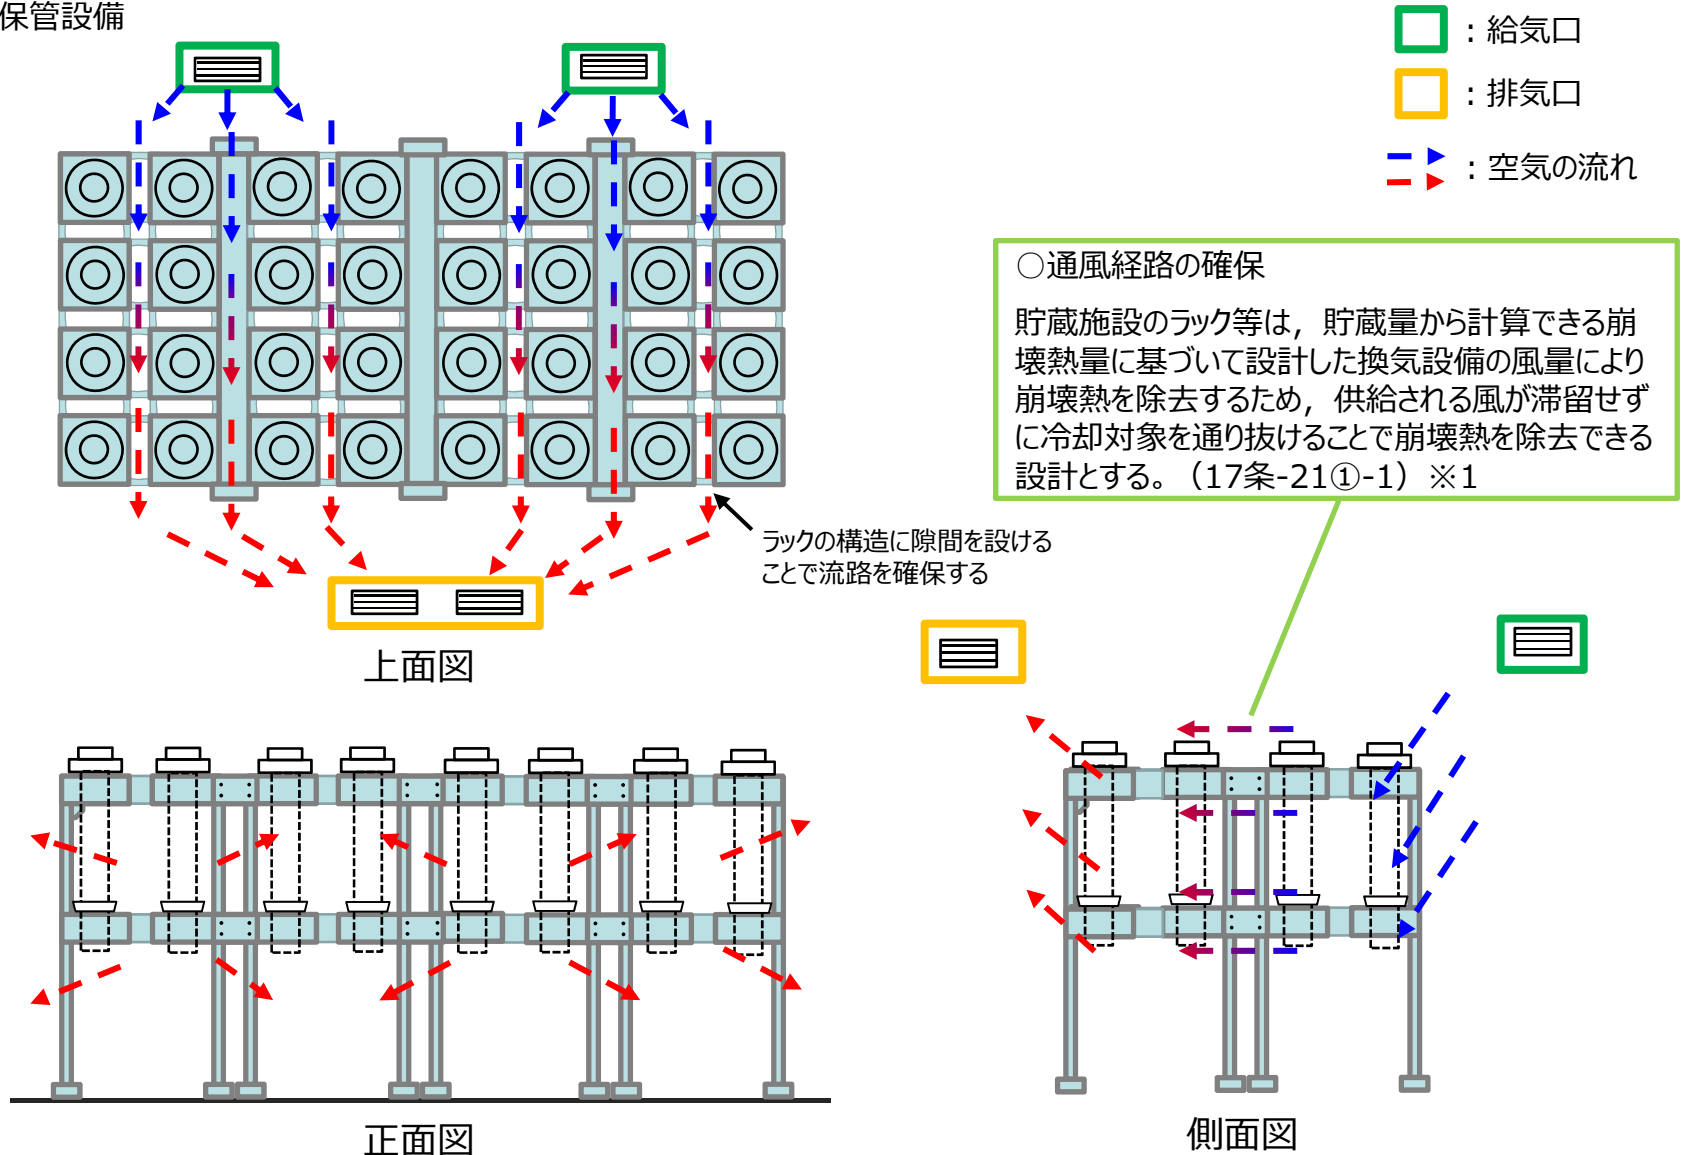 保管設備
：給気口
：排気口
：空気の流れ
○通風経路の確保
貯蔵施設のラック等は，貯蔵量から計算できる崩
壊熱量に基づいて設計した換気設備の風量により
崩壊熱を除去するため，供給される風が滞留せず
に冷却対象を通り抜けることで崩壊熱を除去できる
設計とする。（17条-21①-1）※1
ラックの構造に隙間を設ける
ことで流路を確保する
上面図
正面図
側面図